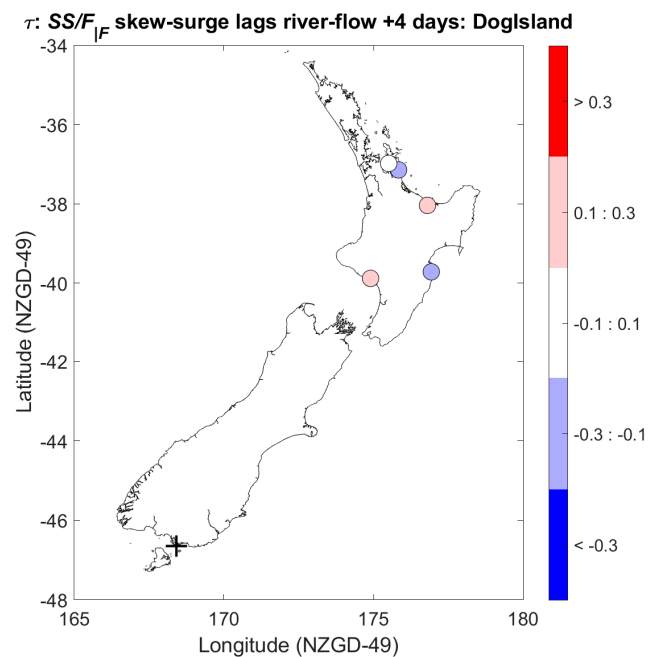 τ: SS/F|F skew-surge lags river-flow +4 days: DogIsland
-34
-36
-38
-40
-42
-44
-46
-48
165
170
175
180
Latitude (NZGD-49)
Longitude (NZGD-49)
> 0.3
0.1 : 0.3
-0.1 : 0.1
-0.3 : -0.1
< -0.3